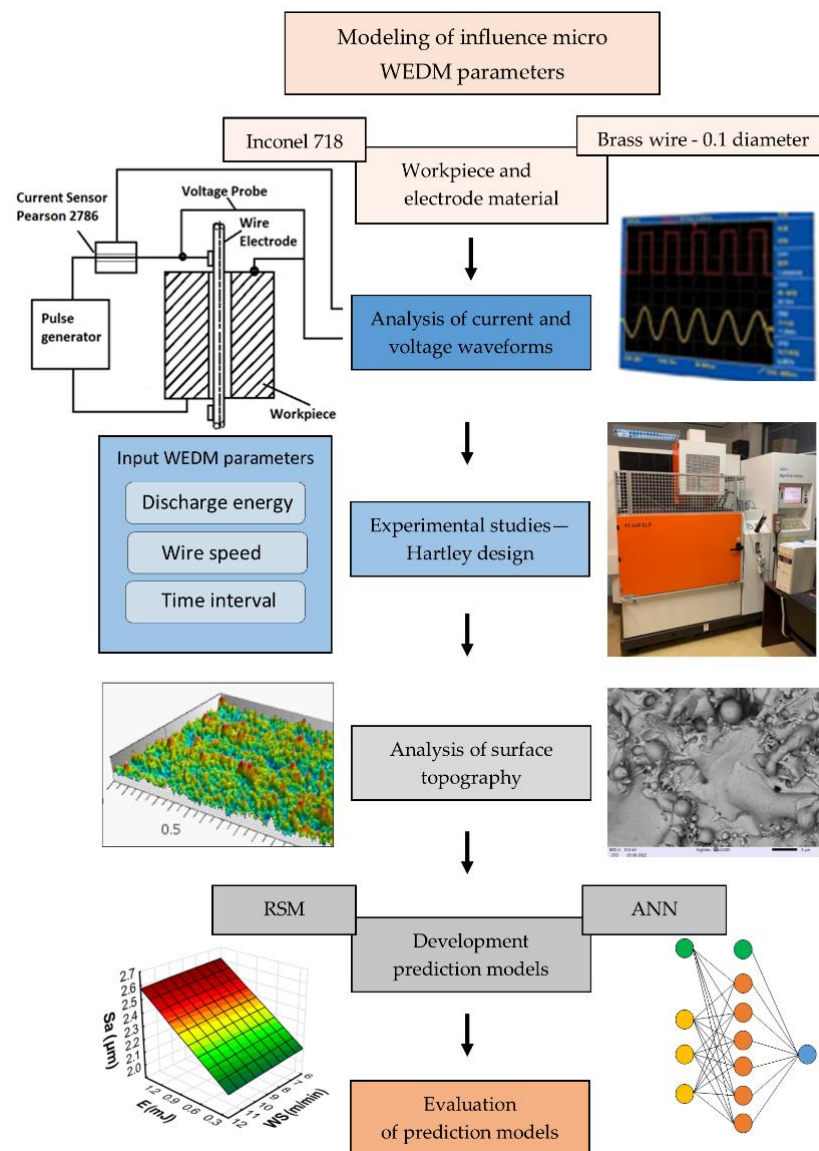 Modeling of influence micro
WEDM parameters
Inconel 718
Brass wire - 0.1 diameter
Workpiece and
electrode material
Current Sensor
Pearson 2786
Voltage Probe
Wire
Electrode
Pulse
generator
Workpiece
Analysis of current and
voltage waveforms
Input WEDM parameters
Discharge energy
Wire speed
Time interval
Experimental studies—
Hartley design
Analysis of surface
topography
0.5
RSM
ANN
Development
prediction models
Sa (µm)
2.7
2.6
2.5
2.4
2.3
2.2
2.1
2.0
E(mJ)
1.2
0.9
0.6
0.3
WS (m/min)
12
11
10
9
8
7
6
Evaluation
of prediction models